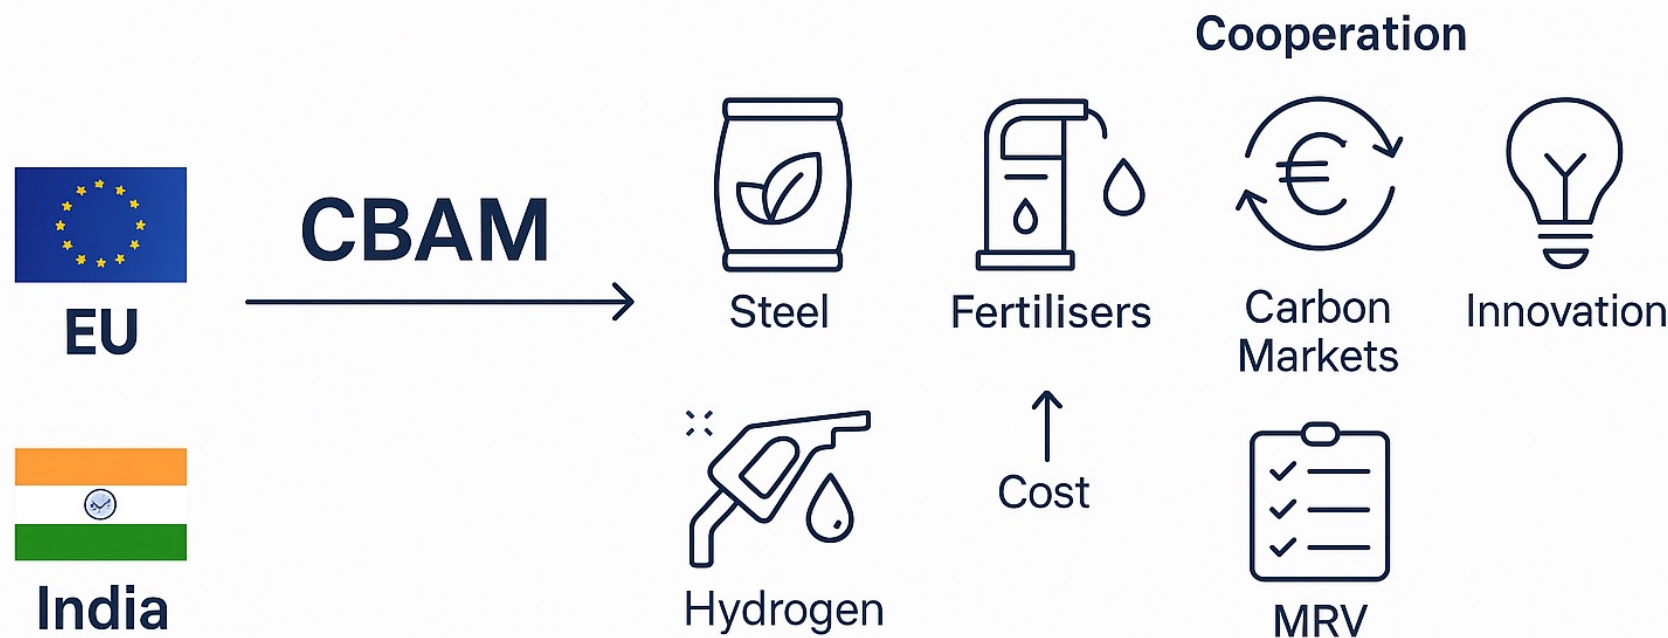 Cooperation
CBAM
EU
Steel
Fertilisers
Carbon
Markets
Innovation
India
Hydrogen
Cost
MRV